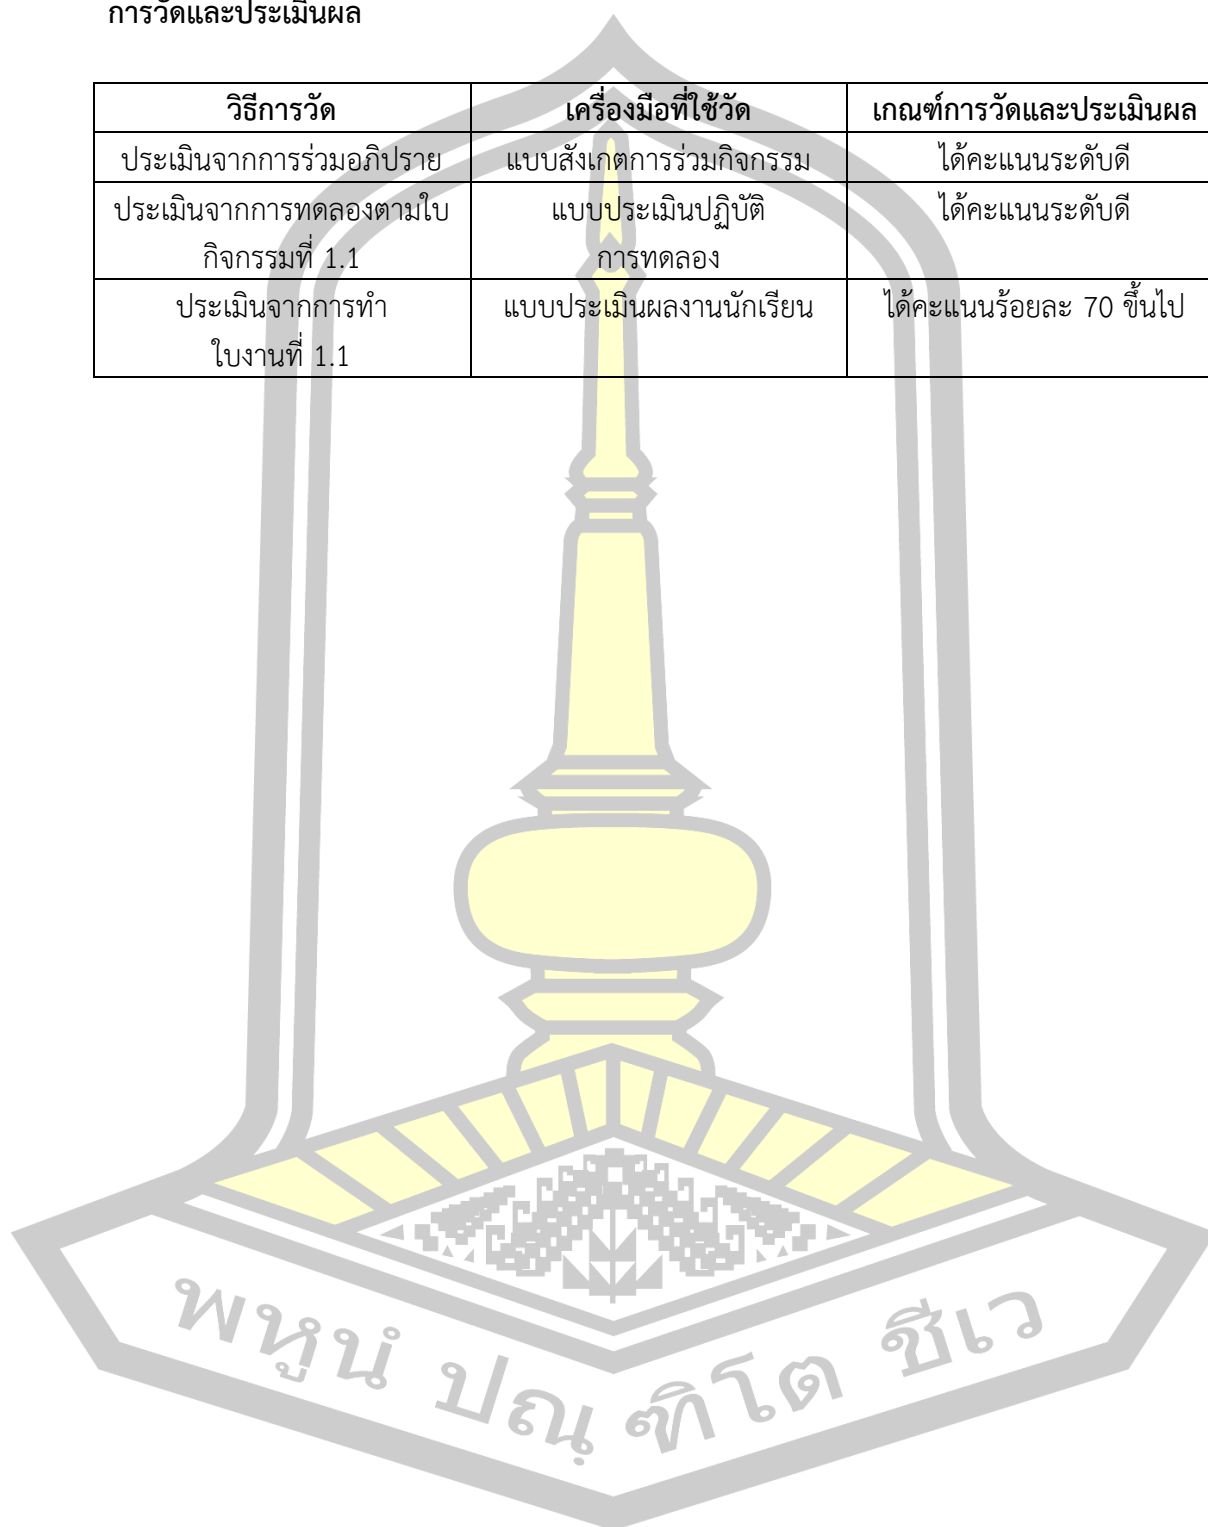 การวัดและประเมินผล
วิธีการวัด เครื่องมือที่ใช้วัด เกณฑ์การวัดและประเมินผล
ประเมินจากการร่วมอภิปราย แบบสังเกตการร่วมกิจกรรม ได้คะแนนระดับดี
ประเมินจากการทดลองตามใบ แบบประเมินปฏิบัติ ได้คะแนนระดับดี
กิจกรรมที่ 1.1 การทดลอง
ประเมินจากการทำ แบบประเมินผลงานนักเรียน ได้คะแนนร้อยละ 70 ขึ้นไป
ใบงานที่ 1.1
พหูนํ ปณฺฑิโต ชีเว